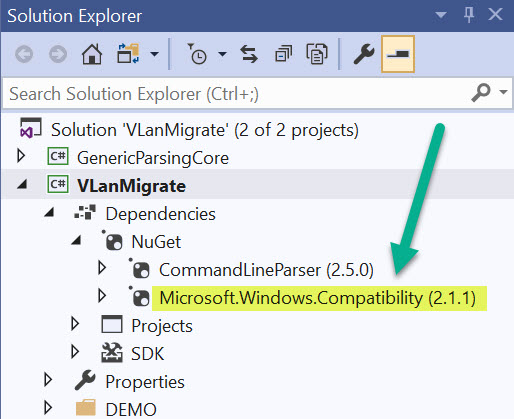 Solution Explorer
Search Solution Explorer (Ctrl+;)
Solution 'VLanMigrate' (2 of 2 projects)
C# GenericParsingCore
C# VLanMigrate
Dependencies
NuGet
CommandLineParser (2.5.0)
Microsoft.Windows.Compatibility (2.1.1)
Projects
SDK
Properties
DEMO